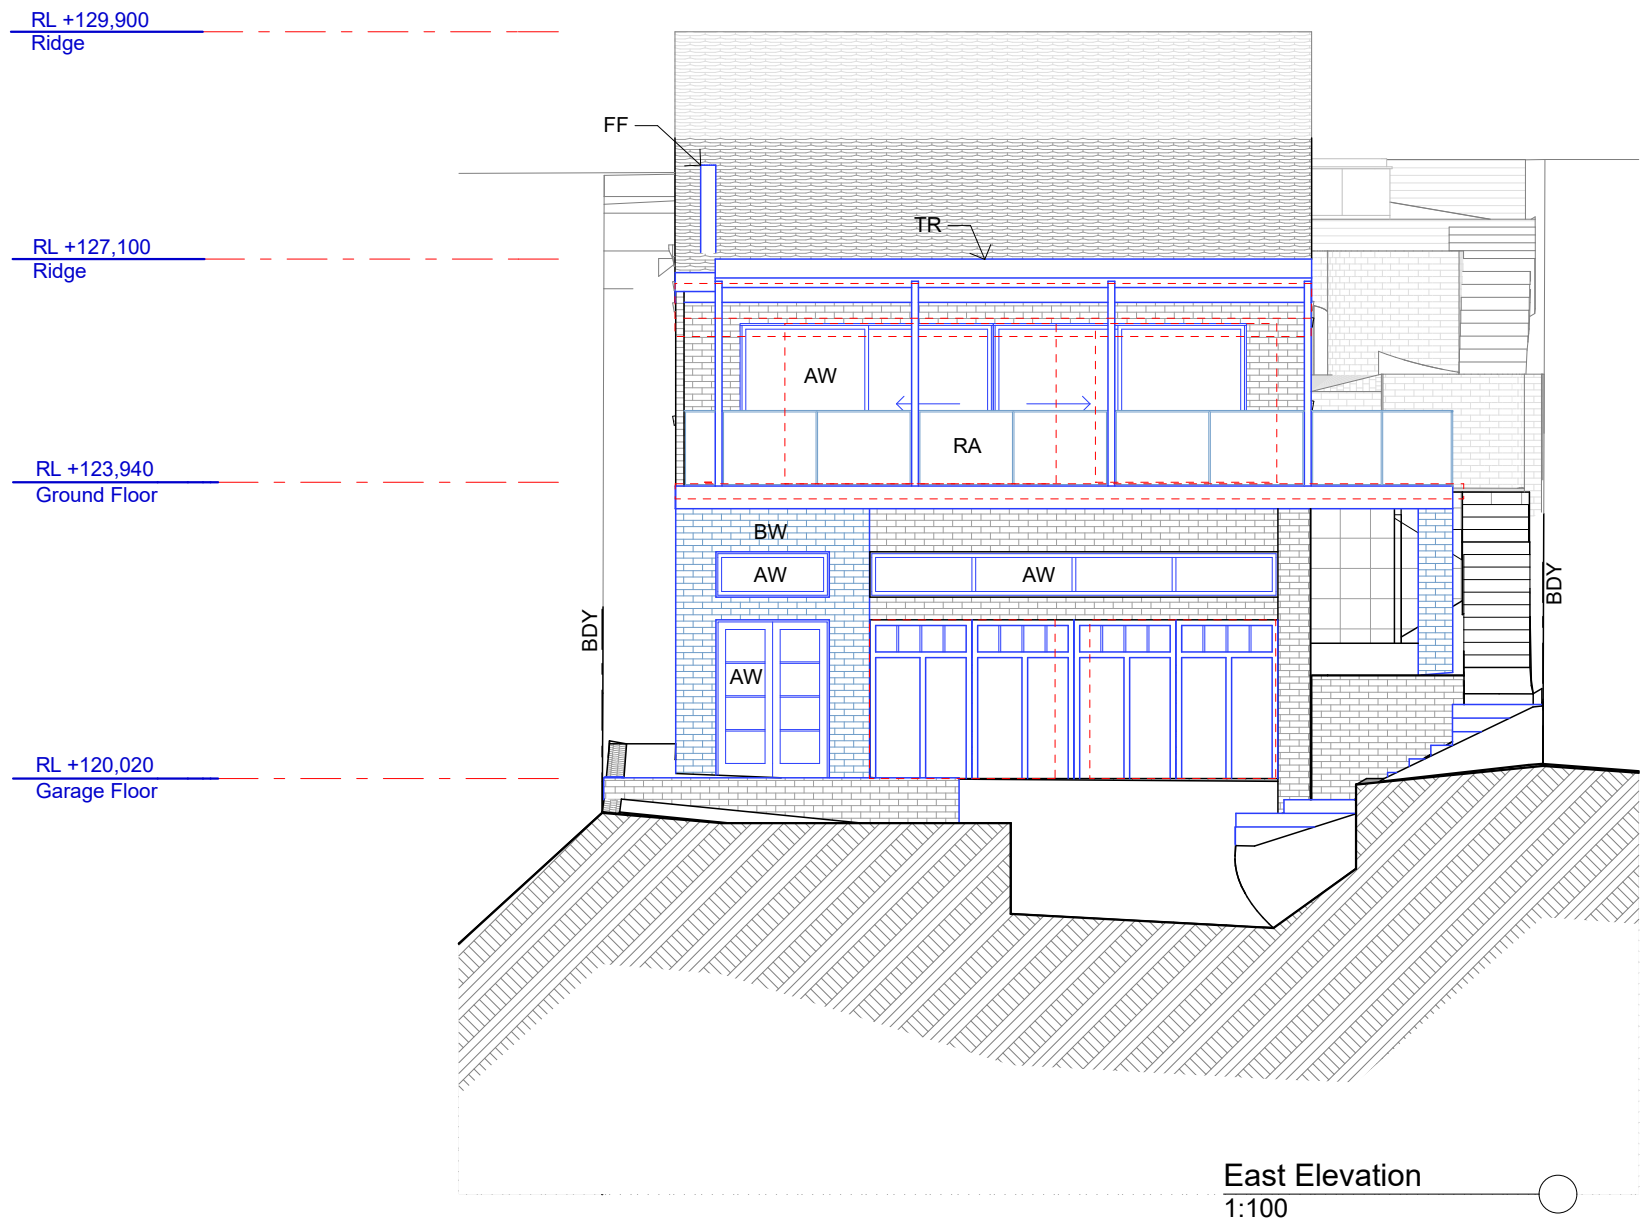 RL +129,900
Ridge
FF
TR
RL +127,100
Ridge
AW
RA
RL +123,940
Ground Floor
BW
AW
AW
BDY
BDY
AW
RL +120,020
Garage Floor
East Elevation
1:100